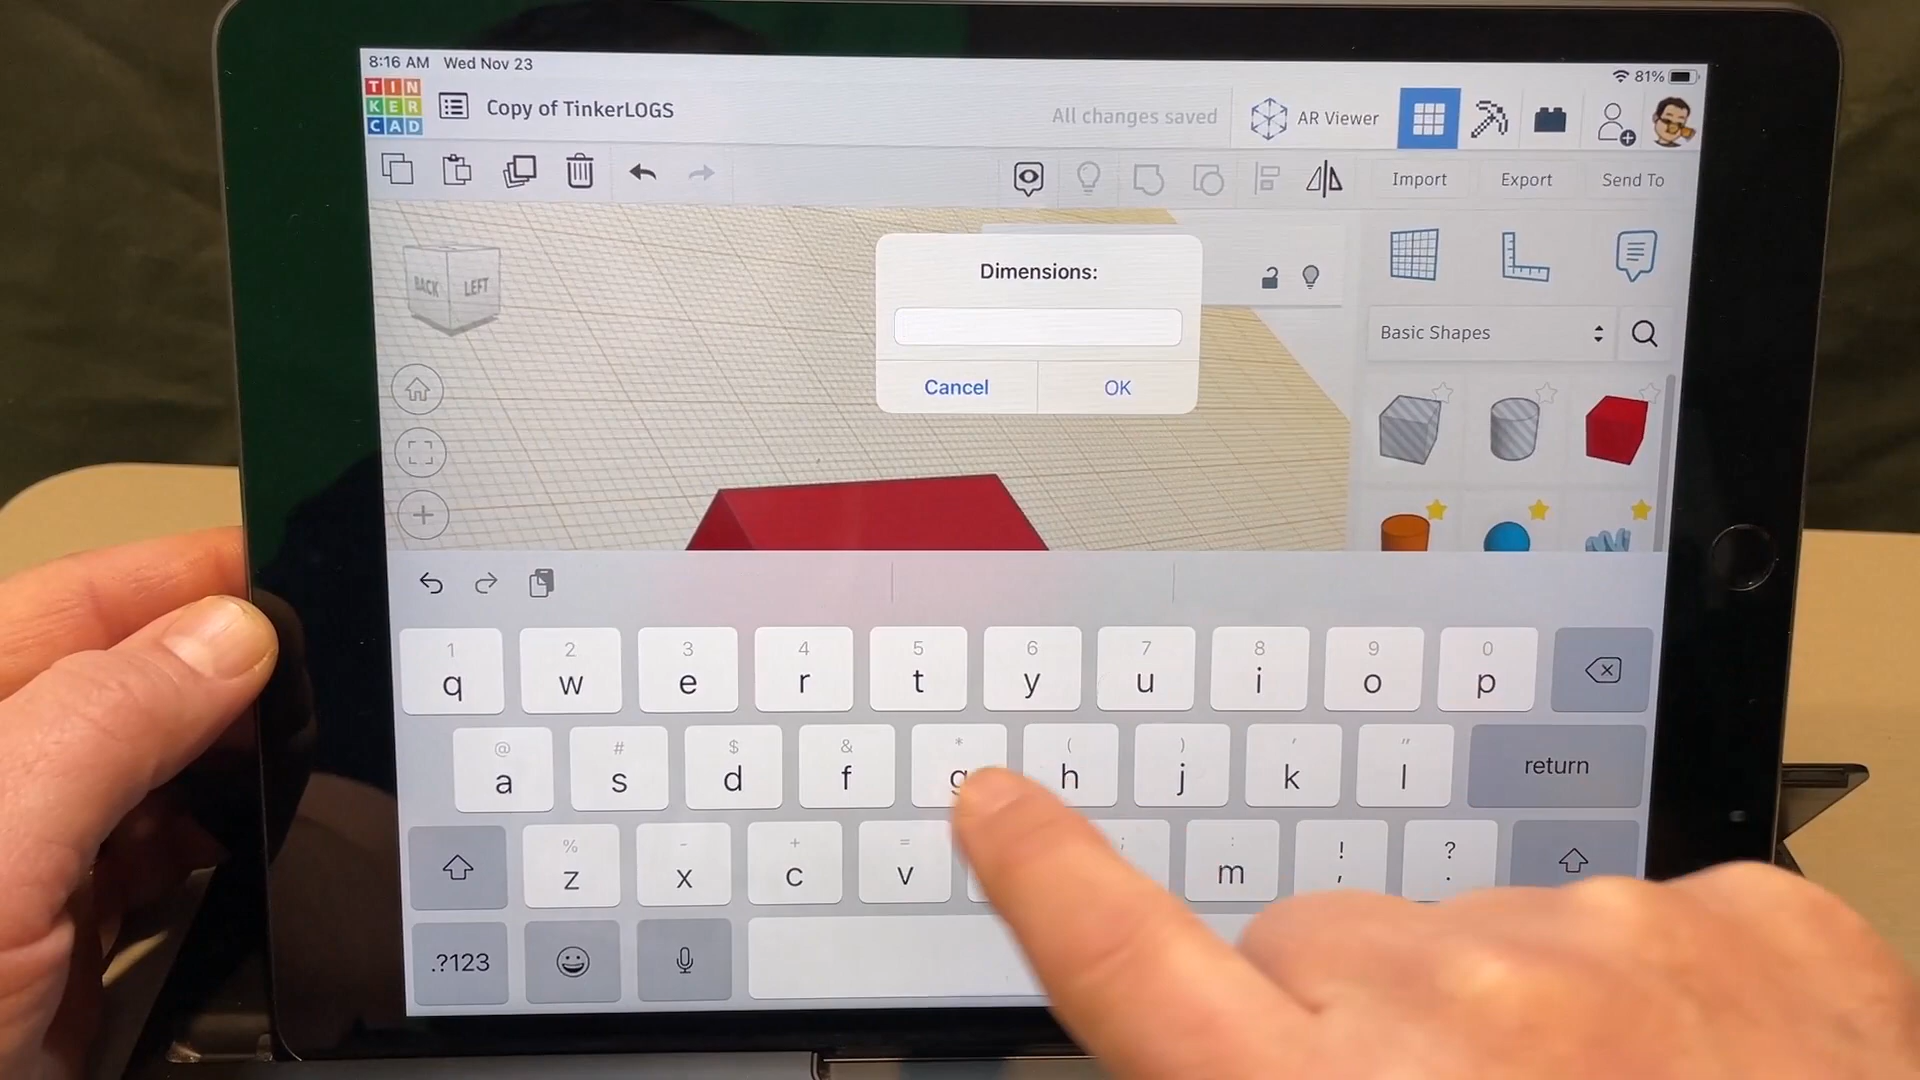 8:16 AM Wed Nov 23
81%
TIN
KER
CAD
Copy of TinkerLOGS
All changes saved
AR Viewer
Import
Export
Send To
BACK
LEFT
Dimensions:
Cancel
OK
Basic Shapes
1 2 3 4 5 6 7 8 9 0
q w e r t y u i o p
@ # $ & * ( ) ' "
a s d f g h j k l
return
% - + = ; : ! ?
z x c v m , .
.?123